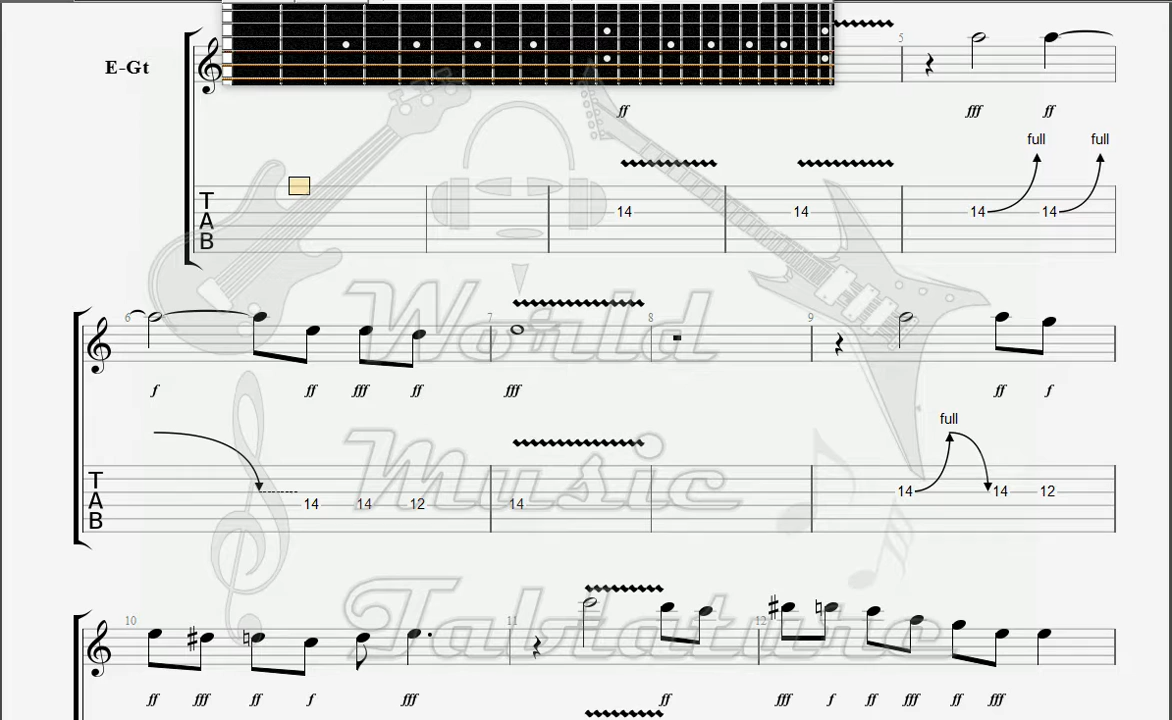 5
E-Gt
ff fff ff
full full
T
A
B
14 14 14 14
6 7 8 9
f ff fff ff fff ff f
full
T
A
B
14 14 12
14 14 12 14
10 11 12
ff fff ff f fff ff fff f ff fff ff fff
World
Music
Tablature